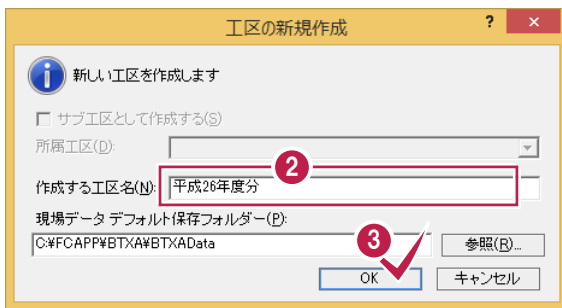 工区の新規作成
?
×
新しい工区を作成します
サブ工区として作成する(S)
所属工区(D):
2
作成する工区名(N): 平成26年度分
現場データ デフォルト保存フォルダー(P):
C:¥FCAPP¥BTXA¥BTXAData
3
参照(R)...
OK
キャンセル